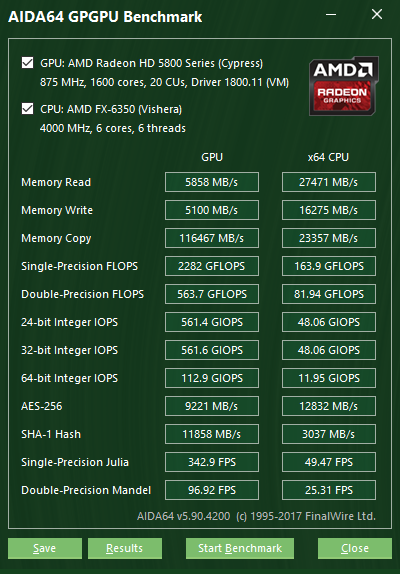 AIDA64 GPGPU Benchmark
GPU: AMD Radeon HD 5800 Series (Cypress)
875 MHz, 1600 cores, 20 CUs, Driver 1800.11 (VM)
AMD
RADEON
GRAPHICS
CPU: AMD FX-6350 (Vishera)
4000 MHz, 6 cores, 6 threads
GPU x64 CPU
Memory Read 5858 MB/s 27471 MB/s
Memory Write 5100 MB/s 16275 MB/s
Memory Copy 116467 MB/s 23357 MB/s
Single-Precision FLOPS 2282 GFLOPS 163.9 GFLOPS
Double-Precision FLOPS 563.7 GFLOPS 81.94 GFLOPS
24-bit Integer IOPS 561.4 GIOPS 48.06 GIOPS
32-bit Integer IOPS 561.6 GIOPS 48.06 GIOPS
64-bit Integer IOPS 112.9 GIOPS 11.95 GIOPS
AES-256 9221 MB/s 12832 MB/s
SHA-1 Hash 11858 MB/s 3037 MB/s
Single-Precision Julia 342.9 FPS 49.47 FPS
Double-Precision Mandel 96.92 FPS 25.31 FPS
AIDA64 v5.90.4200 (c) 1995-2017 FinalWire Ltd.
Save Results Start Benchmark Close